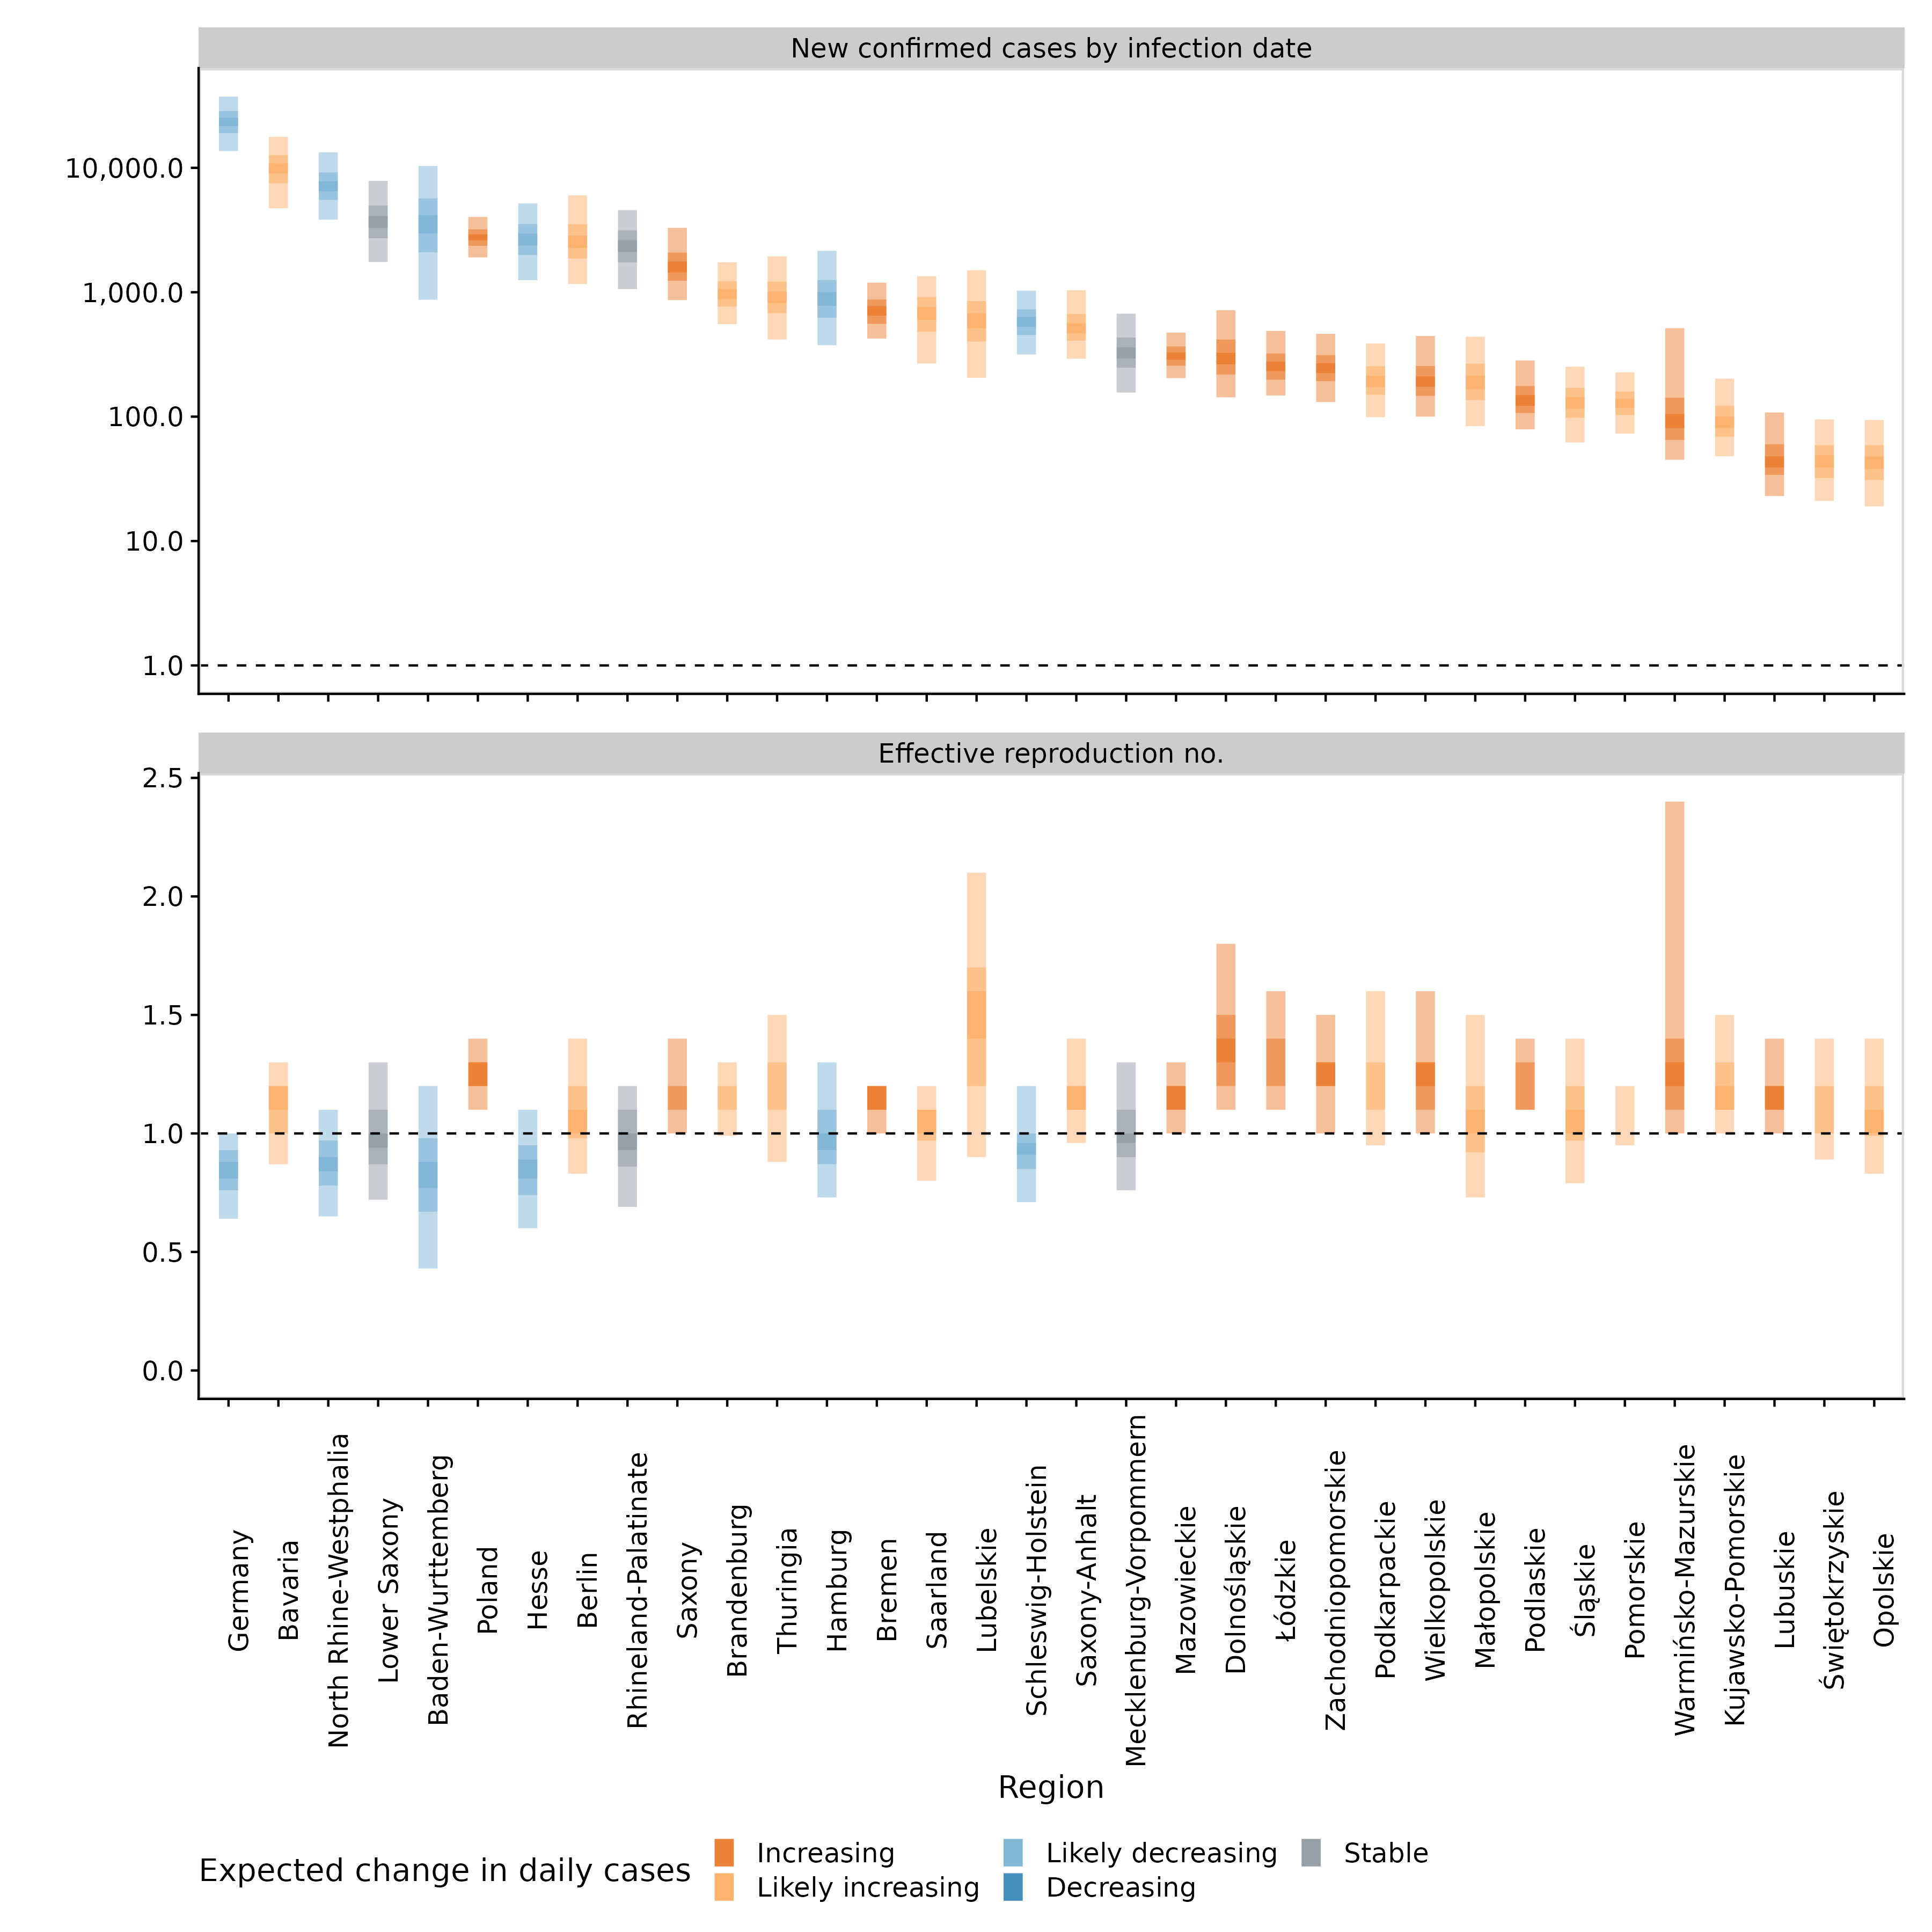 New confirmed cases by infection date
10,000.0
1,000.0
100.0
10.0
1.0
Effective reproduction no.
2.5
2.0
1.5
1.0
0.5
0.0
Germany
Bavaria
North Rhine-Westphalia
Lower Saxony
Baden-Wurttemberg
Poland
Hesse
Berlin
Rhineland-Palatinate
Saxony
Brandenburg
Thuringia
Hamburg
Bremen
Saarland
Lubelskie
Schleswig-Holstein
Saxony-Anhalt
Mecklenburg-Vorpommern
Mazowieckie
Dolnośląskie
Łódzkie
Zachodniopomorskie
Podkarpackie
Wielkopolskie
Małopolskie
Podlaskie
Śląskie
Pomorskie
Warmińsko-Mazurskie
Kujawsko-Pomorskie
Lubuskie
Świętokrzyskie
Opolskie
Region
Expected change in daily cases
Increasing
Likely increasing
Likely decreasing
Decreasing
Stable